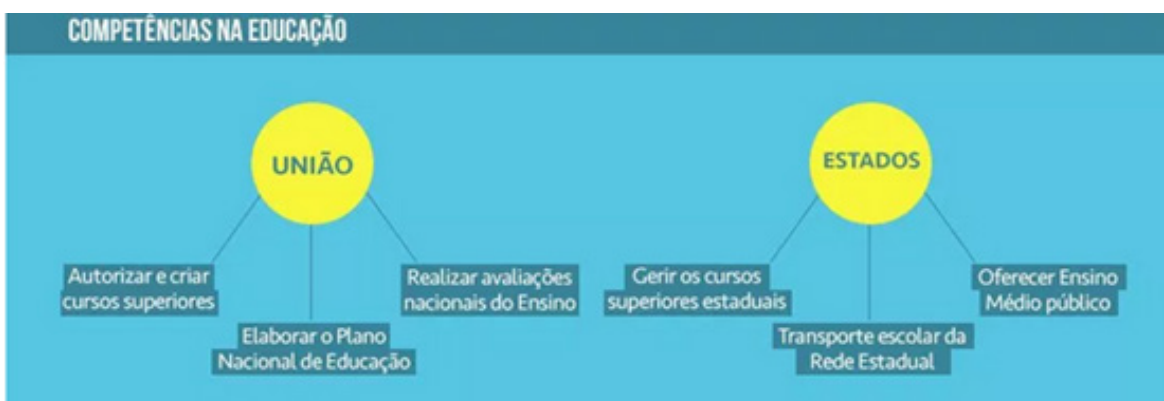 COMPETÊNCIAS NA EDUCAÇÃO
UNIÃO
Autorizar e criar
cursos superiores
Elaborar o Plano
Nacional de Educação
Realizar avaliações
nacionais do Ensino
ESTADOS
Gerir os cursos
superiores estaduais
Transporte escolar da
Rede Estadual
Oferecer Ensino
Médio público